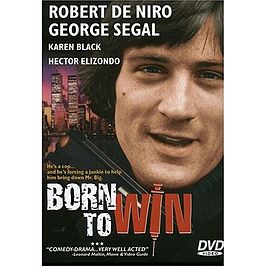 ROBERT DE NIRO
GEORGE SEGAL
KAREN BLACK
HECTOR ELIZONDO
He's a cop...
and he's forcing a junkie to help
him bring down Mr. Big.
BORN
TO WIN
★★★
"COMEDY-DRAMA...VERY WELL ACTED"
-Leonard Maltin, Movie & Video Guide
DVD
VIDEO